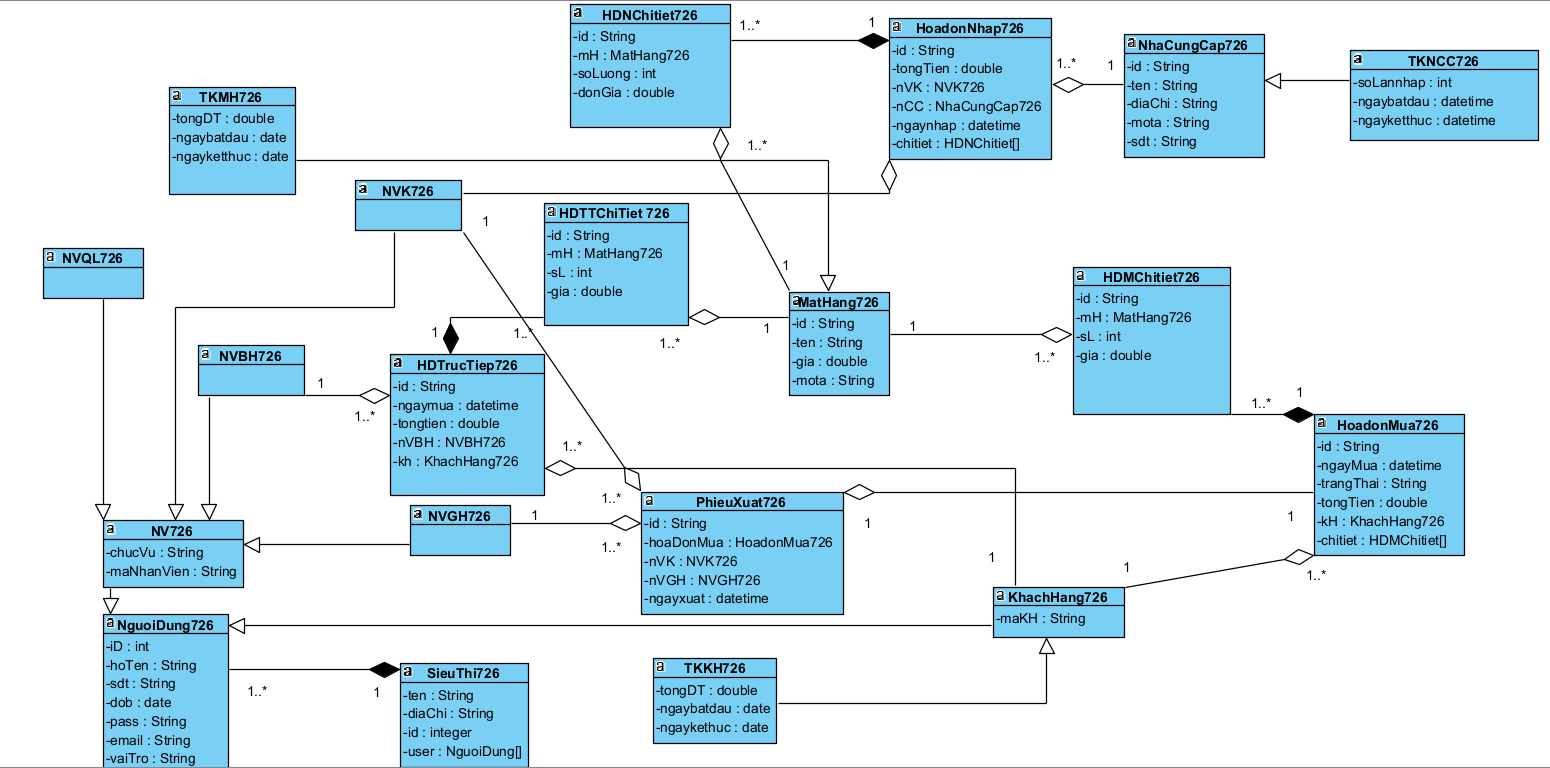 HDNChitiet726
-id : String
-mH : MatHang726
-soLuong : int
-donGia : double
1..*
1
HoadonNhap726
-id : String
-tongTien : double
-nVK : NVK726
-nCC : NhaCungCap726
-ngaynhap : datetime
-chitiet : HDNChitiet[]
1..*
1
NhaCungCap726
-id : String
-ten : String
-diaChi : String
-mota : String
-sdt : String
TKNCC726
-soLannhap : int
-ngaybatdau : datetime
-ngayketthuc : datetime
TKMH726
-tongDT : double
-ngaybatdau : date
-ngayketthuc : date
1..*
NVK726
1
HDTTChiTiet 726
-id : String
-mH : MatHang726
-sL : int
-gia : double
NVQL726
1
MatHang726
-id : String
-ten : String
-gia : double
-mota : String
1
1..*
1
1..*
HDMChitiet726
-id : String
-mH : MatHang726
-sL : int
-gia : double
1
1..
NVBH726
1
1..*
HDTrucTiep726
-id : String
-ngaymua : datetime
-tongtien : double
-nVBH : NVBH726
-kh : KhachHang726
1..*
1..*
1
HoadonMua726
-id : String
-ngayMua : datetime
-trangThai : String
-tongTien : double
-kH : KhachHang726
-chitiet : HDMChitiet[]
NV726
-chucVu : String
-maNhanVien : String
NVGH726
1
1..*
1..*
PhieuXuat726
-id : String
-hoaDonMua : HoadonMua726
-nVK : NVK726
-nVGH : NVGH726
-ngayxuat : datetime
1
1
1
1
1..*
KhachHang726
-maKH : String
NguoiDung726
-iD : int
-hoTen : String
-sdt : String
-dob : date
-pass : String
-email : String
-vaiTro : String
1..*
1
SieuThi726
-ten : String
-diaChi : String
-id : integer
-user : NguoiDung[]
TKKH726
-tongDT : double
-ngaybatdau : date
-ngaykethuc : date